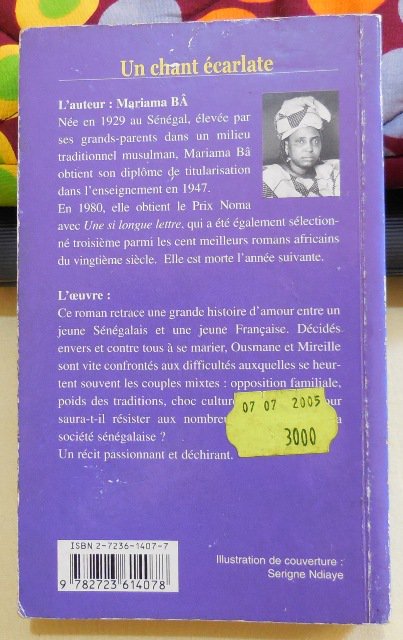 Un chant écarlate
L'auteur : Mariama BÂ
Née en 1929 au Sénégal, élevée par
ses grands-parents dans un milieu
traditionnel musulman, Mariama Bâ
obtient son diplôme de titularisation
dans l'enseignement en 1947.
En 1980, elle obtient le Prix Noma
avec Une si longue lettre, qui a été également sélection-
né troisième parmi les cent meilleurs romans africains
du vingtième siècle. Elle est morte l'année suivante.
L'œuvre :
Ce roman retrace une grande histoire d'amour entre un
jeune Sénégalais et une jeune Française. Décidés
envers et contre tous à se marier, Ousmane et Mireille
sont vite confrontés aux difficultés auxquelles se heur-
tent souvent les couples mixtes : opposition familiale,
poids des traditions, choc cultur
saura-t-il résister aux nombreu
société sénégalaise ?
Un récit passionnant et déchirant.
07 07 2005
3000
ISBN 2-7236-1407-7
9 782723 614078
Illustration de couverture :
Serigne Ndiaye